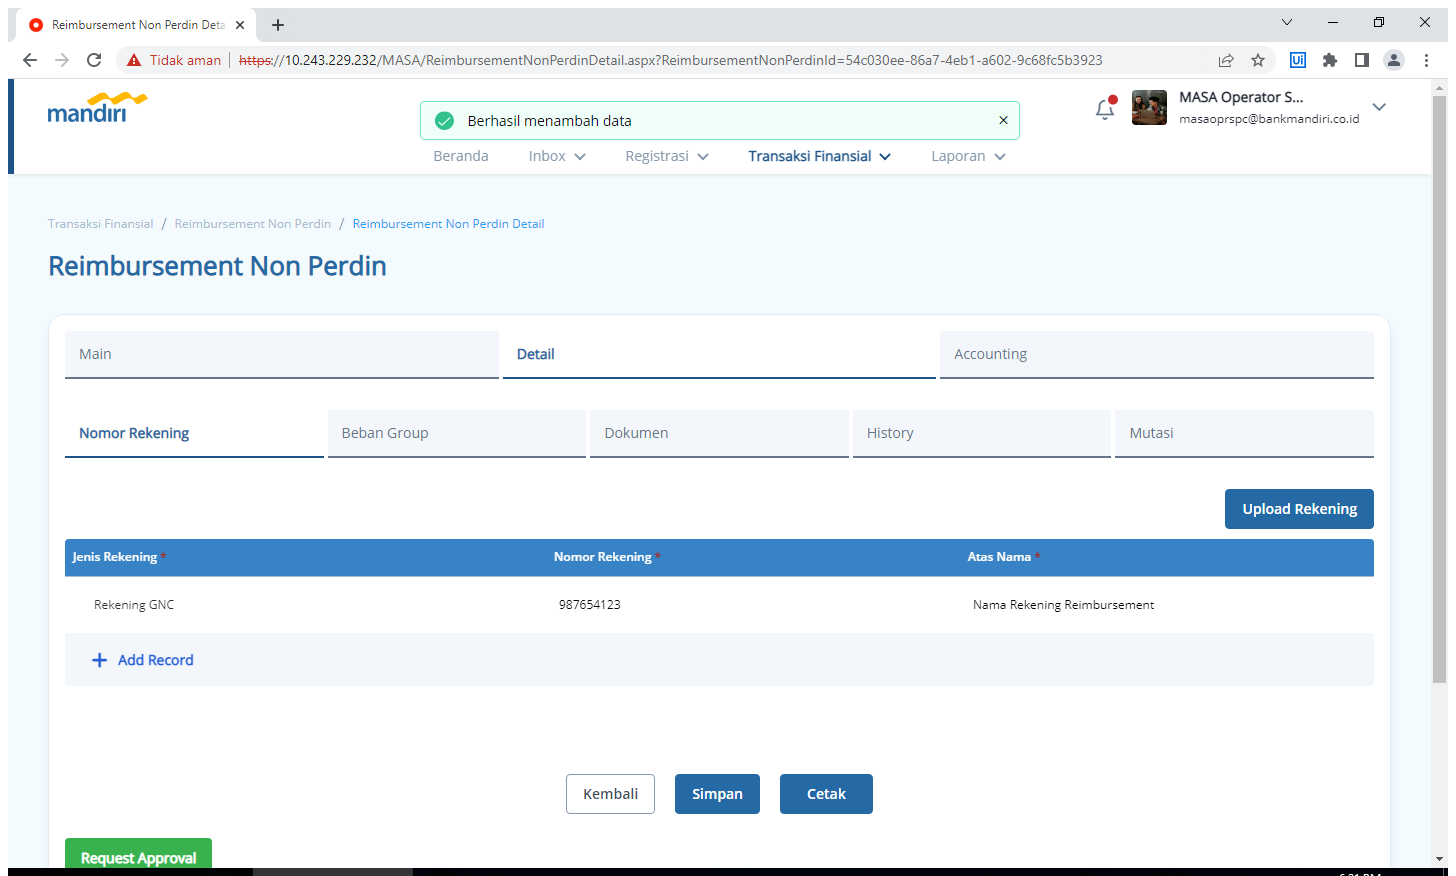 Reimbursement Non Perdin Deta
Tidak aman https://10.243.229.232/MASA/ReimbursementNonPerdinDetail.aspx?ReimbursementNonPerdinId=54c030ee-86a7-4eb1-a602-9c68fc5b3923
Ui
mandiri
Berhasil menambah data
MASA Operator S...
masaoprspc@bankmandiri.co.id
Beranda Inbox Registrasi Transaksi Finansial Laporan
Transaksi Finansial / Reimbursement Non Perdin / Reimbursement Non Perdin Detail
Reimbursement Non Perdin
Main Detail Accounting
Nomor Rekening Beban Group Dokumen History Mutasi
Upload Rekening
Jenis Rekening * Nomor Rekening * Atas Nama *
Rekening GNC 987654123 Nama Rekening Reimbursement
+ Add Record
Kembali Simpan Cetak
Request Approval